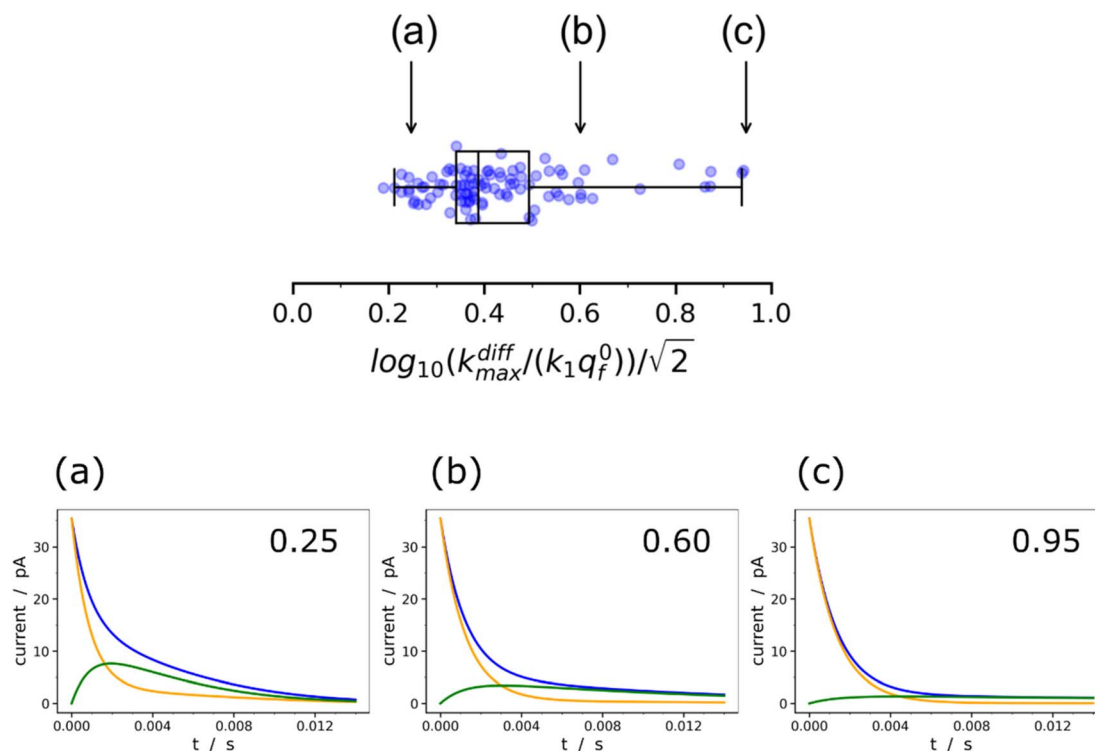 (a) (b) (c)
0.0 0.2 0.4 0.6 0.8 1.0
log₁₀(k_max^diff/(k₁q_f⁰))/√2
(a) (b) (c)
0.25 0.60 0.95
current / pA current / pA current / pA
30 30 30
20 20 20
10 10 10
0 0 0
0.000 0.004 0.008 0.012 0.000 0.004 0.008 0.012 0.000 0.004 0.008 0.012
t / s t / s t / s